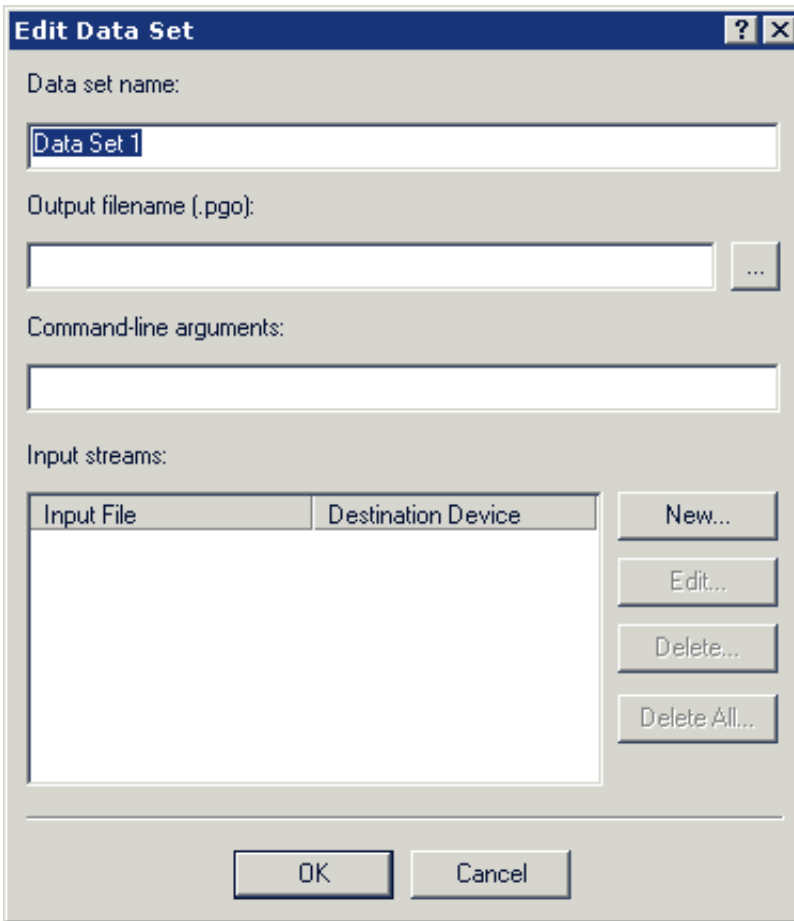 Edit Data Set ? X
Data set name:
Data Set 1
Output filename (.pgo):
...
Command-line arguments:
Input streams:
Input File Destination Device New...
Edit...
Delete...
Delete All...
OK Cancel